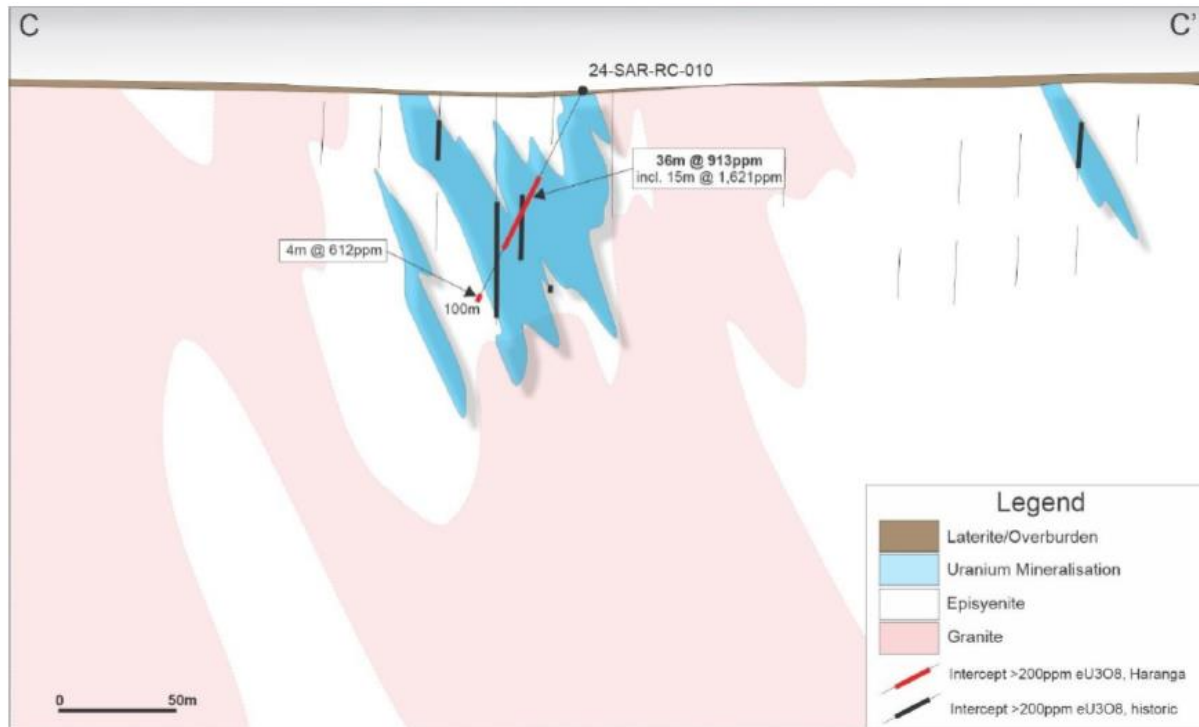 C
C'
24-SAR-RC-010
36m @ 913ppm
incl. 15m @ 1,621ppm
4m @ 612ppm
100m
Legend
Laterite/Overburden
Uranium Mineralisation
Episyenite
Granite
Intercept >200ppm eU3O8, Haranga
Intercept >200ppm eU3O8, historic
0
50m